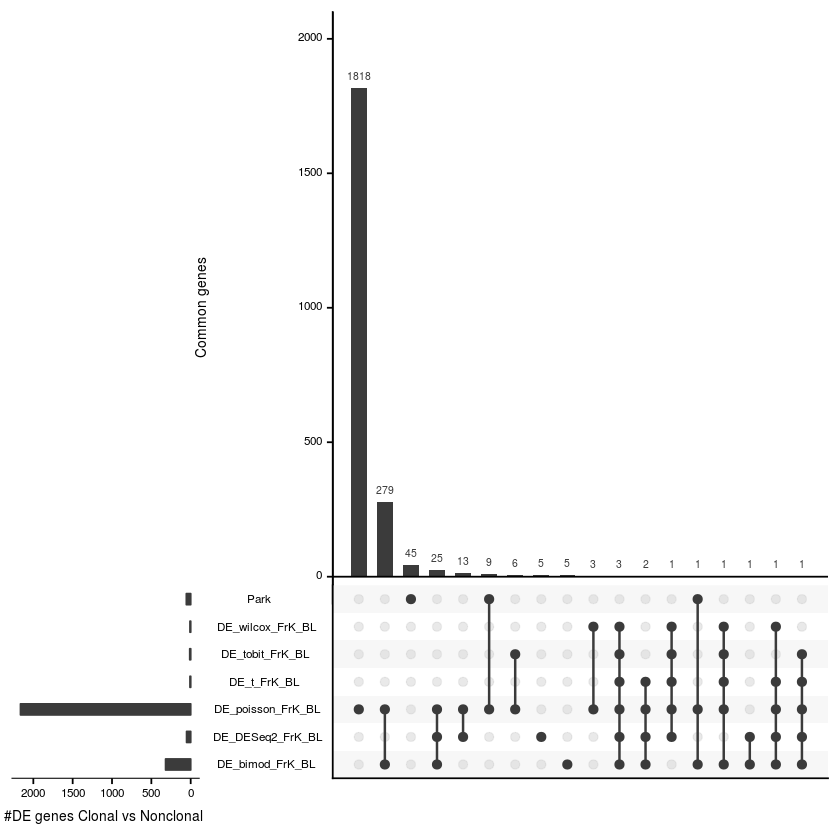 2000
1500
1000
500
0
Common genes
1818
279
45
25
13
9
6
5
5
3
3
2
1
1
1
1
1
1
Park
DE_wilcox_FrK_BL
DE_tobit_FrK_BL
DE_t_FrK_BL
DE_poisson_FrK_BL
DE_DESeq2_FrK_BL
DE_bimod_FrK_BL
2000 1500 1000 500 0
#DE genes Clonal vs Nonclonal